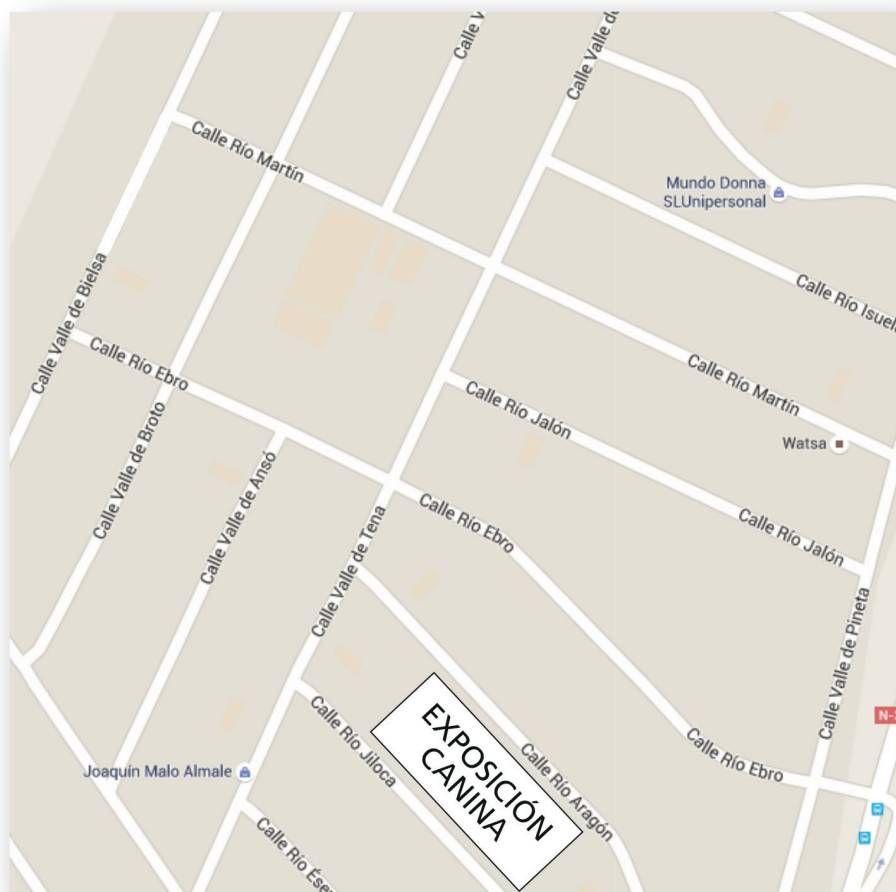 Calle Valle de
Calle Río Martín
Mundo Donna
SLUnipersonal
Calle Valle de Bielsa
Calle Río
Calle Río Ebro
Calle Río Martín
Calle Río Jalón
Watsa
Calle Valle de Broto
Calle Valle de Ansó
Calle Río Ebro
Calle Río Jalón
Calle Valle de Tena
Calle Valle de Pineta
EXPOSICIÓN
CANINA
Calle Río Jiloca
Calle Río Aragón
Calle Río Ebro
Joaquín Malo Almale
Calle Río